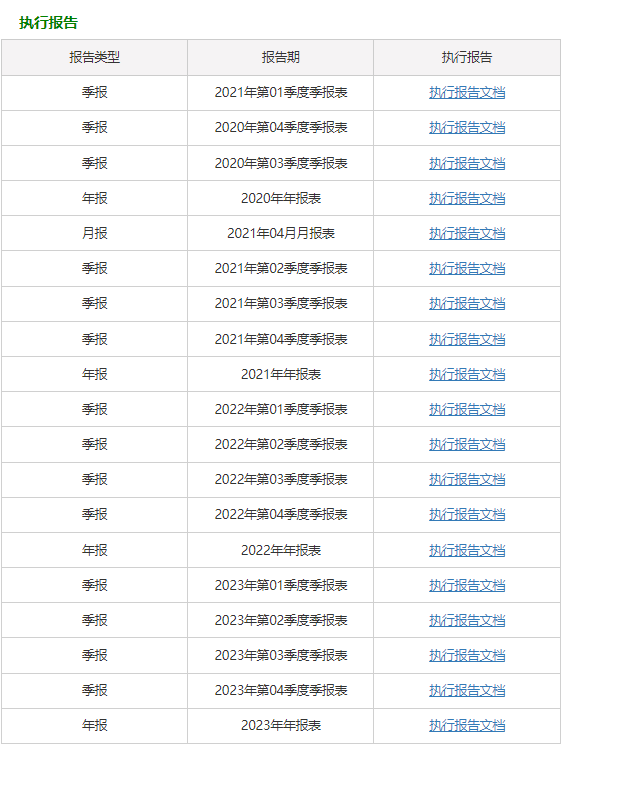 执行报告
报告类型 报告期 执行报告
季报 2021年第01季度季报表 执行报告文档
季报 2020年第04季度季报表 执行报告文档
季报 2020年第03季度季报表 执行报告文档
年报 2020年年报表 执行报告文档
月报 2021年04月月报表 执行报告文档
季报 2021年第02季度季报表 执行报告文档
季报 2021年第03季度季报表 执行报告文档
季报 2021年第04季度季报表 执行报告文档
年报 2021年年报表 执行报告文档
季报 2022年第01季度季报表 执行报告文档
季报 2022年第02季度季报表 执行报告文档
季报 2022年第03季度季报表 执行报告文档
季报 2022年第04季度季报表 执行报告文档
年报 2022年年报表 执行报告文档
季报 2023年第01季度季报表 执行报告文档
季报 2023年第02季度季报表 执行报告文档
季报 2023年第03季度季报表 执行报告文档
季报 2023年第04季度季报表 执行报告文档
年报 2023年年报表 执行报告文档